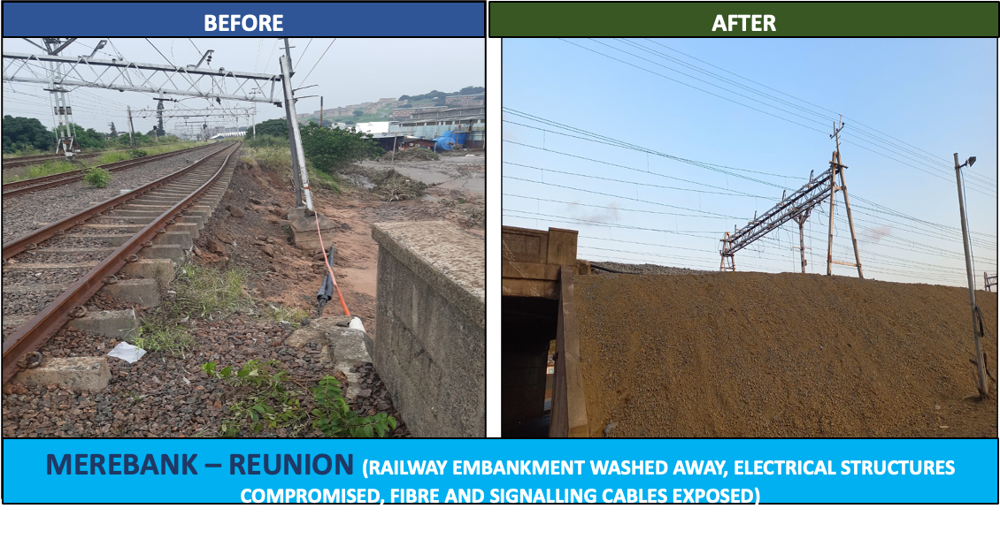 BEFORE
AFTER
MEREBANK – REUNION (RAILWAY EMBANKMENT WASHED AWAY, ELECTRICAL STRUCTURES
COMPROMISED, FIBRE AND SIGNALLING CABLES EXPOSED)